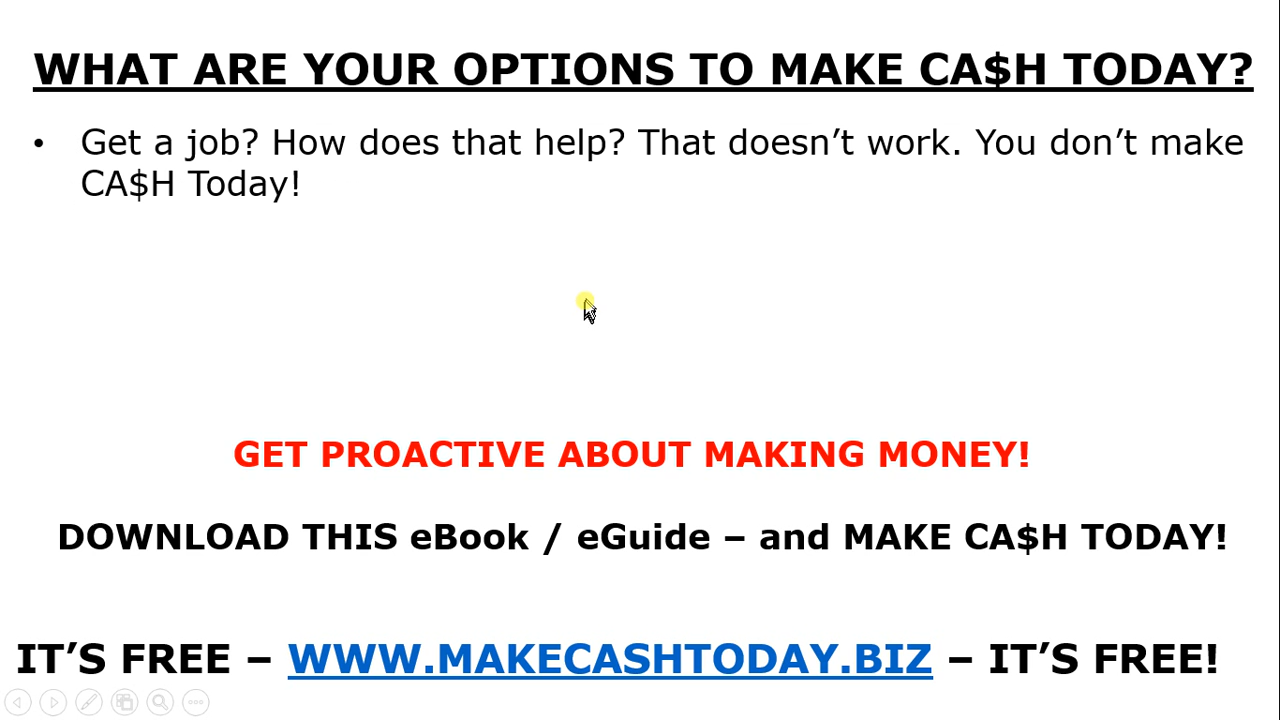 WHAT ARE YOUR OPTIONS TO MAKE CA$H TODAY?
• Get a job? How does that help? That doesn’t work. You don’t make
CA$H Today!
GET PROACTIVE ABOUT MAKING MONEY!
DOWNLOAD THIS eBook / eGuide – and MAKE CA$H TODAY!
IT’S FREE – WWW.MAKECASHTODAY.BIZ – IT’S FREE!